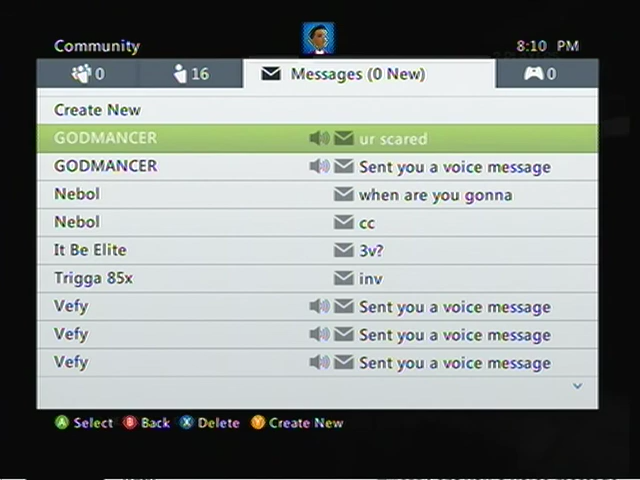 Community 8:10 PM
0 16 Messages (0 New) 0
Create New
GODMANCER ur scared
GODMANCER Sent you a voice message
Nebol when are you gonna
Nebol cc
It Be Elite 3v?
Trigga 85x inv
Vefy Sent you a voice message
Vefy Sent you a voice message
Vefy Sent you a voice message
A Select B Back X Delete Y Create New